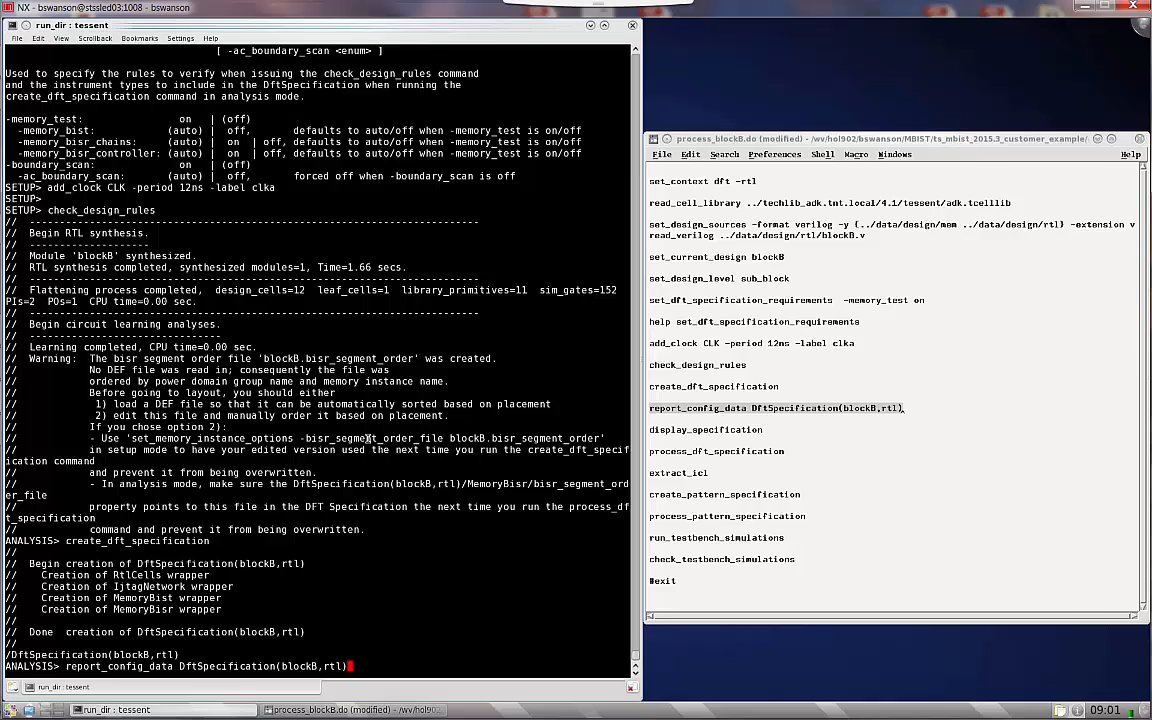 NX - bswanson@stssled03:1008 - bswanson
run_dir : tessent
File Edit View Scrollback Bookmarks Settings Help
[ -ac_boundary_scan <enum> ]
Used to specify the rules to verify when issuing the check_design_rules command
and the instrument types to include in the DftSpecification when running the
create_dft_specification command in analysis mode.
-memory_test: on | (off)
-memory_bist: (auto) | off, defaults to auto/off when -memory_test is on/off
-memory_bisr_chains: (auto) | on | off, defaults to auto/off when -memory_test is on/off
-memory_bisr_controller: (auto) | on | off, defaults to auto/off when -memory_test is on/off
-boundary_scan: on | (off)
-ac_boundary_scan: (auto) | off, forced off when -boundary_scan is off
SETUP> add_clock CLK -period 12ns -label clka
SETUP>
SETUP> check_design_rules
// ---------------------------------------------------------------------------
// Begin RTL synthesis.
// --------------------
// Module 'blockB' synthesized.
// RTL synthesis completed, synthesized modules=1, Time=1.66 sec.
// ---------------------------------------------------------------------------
// Flattening process completed, design_cells=12 leaf_cells=1 library_primitives=11 sim_gates=152
PIs=2 POs=1 CPU time=0.00 sec.
// ---------------------------------------------------------------------------
// Begin circuit learning analyses.
// --------------------------------
// Learning completed, CPU time=0.00 sec.
// Warning: The bisr segment order file 'blockB.bisr_segment_order' was created.
// No DEF file was read in; consequently the file was
// ordered by power domain group name and memory instance name.
// Before going to layout, you should either
// 1) load a DEF file so that it can be automatically sorted based on placement
// 2) edit this file and manually order it based on placement.
// If you chose option 2):
// - Use 'set_memory_instance_options -bisr_segment_order_file blockB.bisr_segment_order'
// in setup mode to have your edited version used the next time you run the create_dft_specif
ication command
// and prevent it from being overwritten.
// - In analysis mode, make sure the DftSpecification(blockB,rtl)/MemoryBisr/bisr_segment_ord
er_file
// property points to this file in the DFT Specification the next time you run the process_df
t_specification
// command and prevent it from being overwritten.
ANALYSIS> create_dft_specification
//
// Begin creation of DftSpecification(blockB,rtl)
// Creation of RtlCells wrapper
// Creation of IjtagNetwork wrapper
// Creation of MemoryBist wrapper
// Creation of MemoryBisr wrapper
//
// Done creation of DftSpecification(blockB,rtl)
//
/DftSpecification(blockB,rtl)
ANALYSIS> report_config_data DftSpecification(blockB,rtl)
run_dir : tessent
process_blockB.do (modified) - /wv/hol902/bswanson/MBIST/ts_mbist_2015.3_customer_example/
File Edit Search Preferences Shell Macro Windows Help
set_context dft -rtl
read_cell_library ../techlib_adk.tnt.local/4.1/tessent/adk.tcelllib
set_design_sources -format verilog -y {../data/design/mem ../data/design/rtl} -extension v
read_verilog ../data/design/rtl/blockB.v
set_current_design blockB
set_design_level sub_block
set_dft_specification_requirements -memory_test on
help set_dft_specification_requirements
add_clock CLK -period 12ns -label clka
check_design_rules
create_dft_specification
report_config_data DftSpecification(blockB,rtl)
display_specification
process_dft_specification
extract_icl
create_pattern_specification
process_pattern_specification
run_testbench_simulations
check_testbench_simulations
#exit
run_dir : tessent
process_blockB.do (modified) - /wv/hol902
09:01